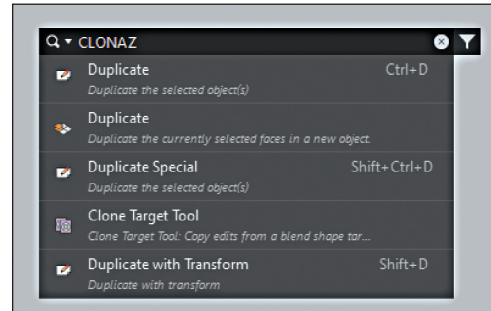 CLONAZ
Duplicate Ctrl+D
Duplicate the selected object(s)
Duplicate
Duplicate the currently selected faces in a new object.
Duplicate Special Shift+Ctrl+D
Duplicate the selected object(s)
Clone Target Tool
Clone Target Tool: Copy edits from a blend shape tar...
Duplicate with Transform Shift+D
Duplicate with transform